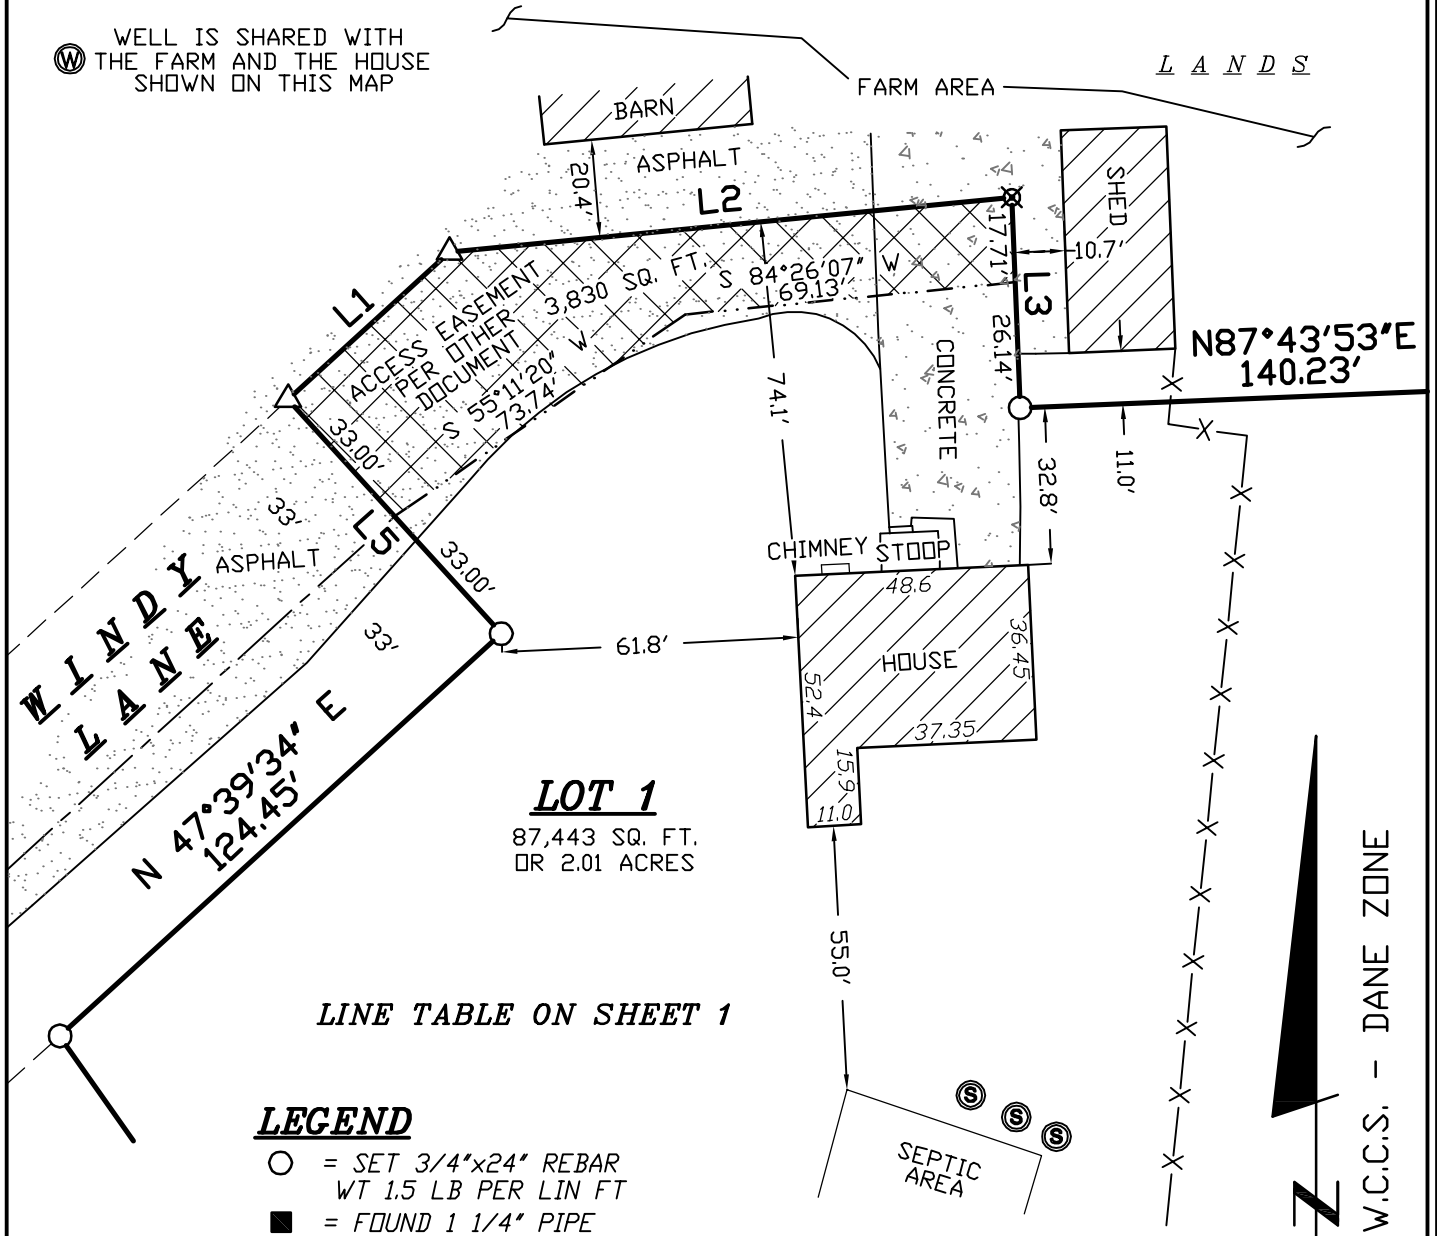 WELL IS SHARED WITH
W THE FARM AND THE HOUSE
SHOWN ON THIS MAP
L A N D S
FARM AREA
BARN
ASPHALT
20.4'
L2
SHED
17.71'
10.7'
L3
L1
ACCESS EASEMENT
PER OTHER
DOCUMENT
3,830 SQ. FT.
S 84°26'07" W
69.13'
S 55°11'20" W
73.74'
26.14'
N87°43'53"E
140.23'
33.00'
74.1'
CONCRETE
32.8'
11.0'
33'
L5
ASPHALT
33.00'
CHIMNEY
STOOP
48.6
WINDY
LANE
33'
61.8'
HOUSE
36.45
52.4
37.35
15.9
11.0
N 47°39'34" E
124.45'
LOT 1
87,443 SQ. FT.
OR 2.01 ACRES
55.0'
LINE TABLE ON SHEET 1
LEGEND
= SET 3/4"x24" REBAR
WT 1.5 LB PER LIN FT
= FOUND 1 1/4" PIPE
S
S
S
SEPTIC
AREA
N
W.C.C.S. - DANE ZONE